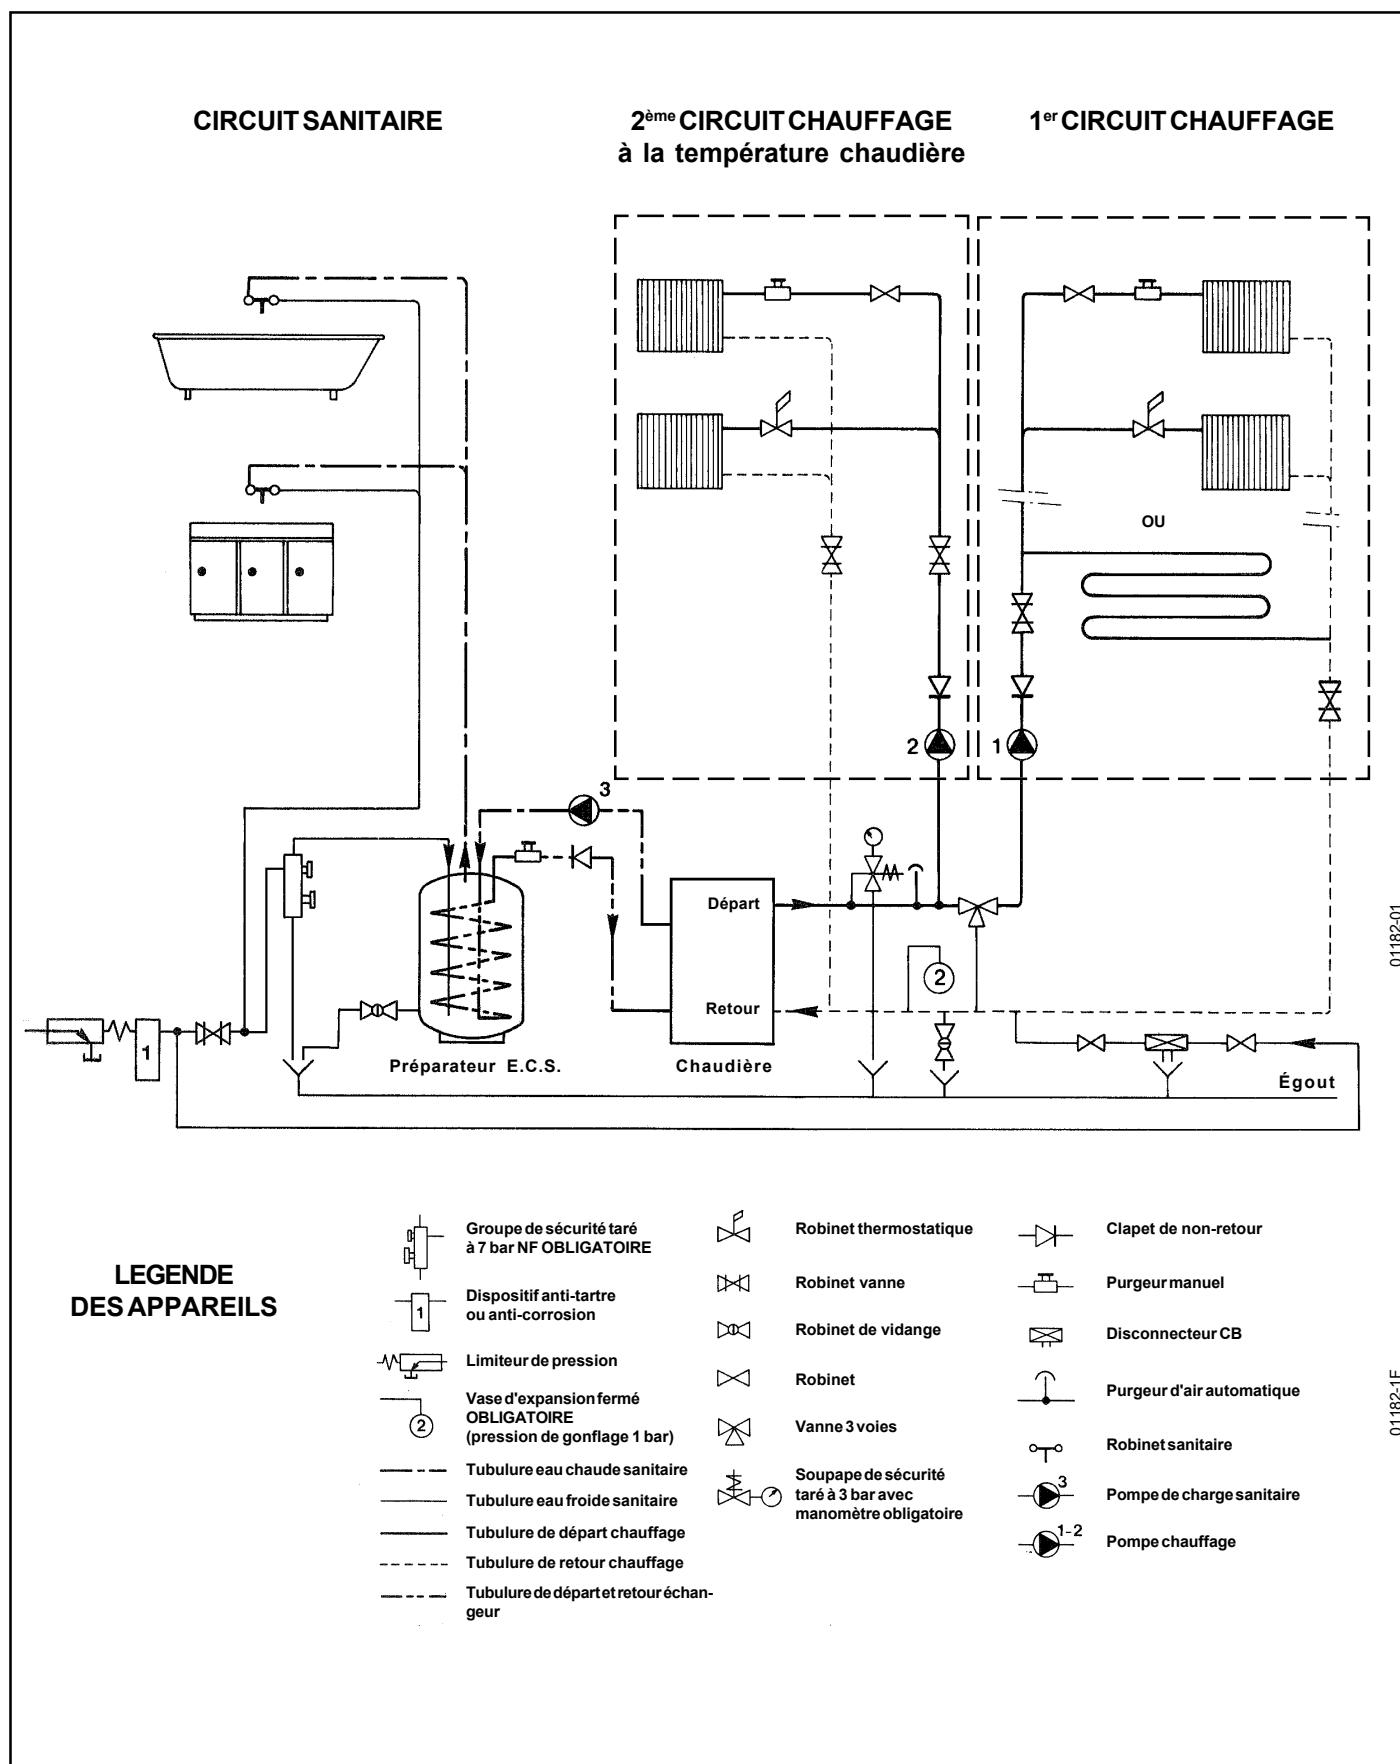 CIRCUIT SANITAIRE
2ème CIRCUIT CHAUFFAGE
à la température chaudière
1er CIRCUIT CHAUFFAGE
OU
2
1
3
Départ
2
Retour
1
Préparateur E.C.S.
Chaudière
Égout
01182-01
LEGENDE
DES APPAREILS
Groupe de sécurité taré
à 7 bar NF OBLIGATOIRE
1
Dispositif anti-tartre
ou anti-corrosion
Limiteur de pression
2
Vase d'expansion fermé
OBLIGATOIRE
(pression de gonflage 1 bar)
Tubulure eau chaude sanitaire
Tubulure eau froide sanitaire
Tubulure de départ chauffage
Tubulure de retour chauffage
Tubulure de départ et retour échan-
geur
Robinet thermostatique
Robinet vanne
Robinet de vidange
Robinet
Vanne 3 voies
Soupape de sécurité
taré à 3 bar avec
manomètre obligatoire
Clapet de non-retour
Purgeur manuel
Disconnecteur CB
Purgeur d'air automatique
Robinet sanitaire
3
Pompe de charge sanitaire
1-2
Pompe chauffage
01182-1F